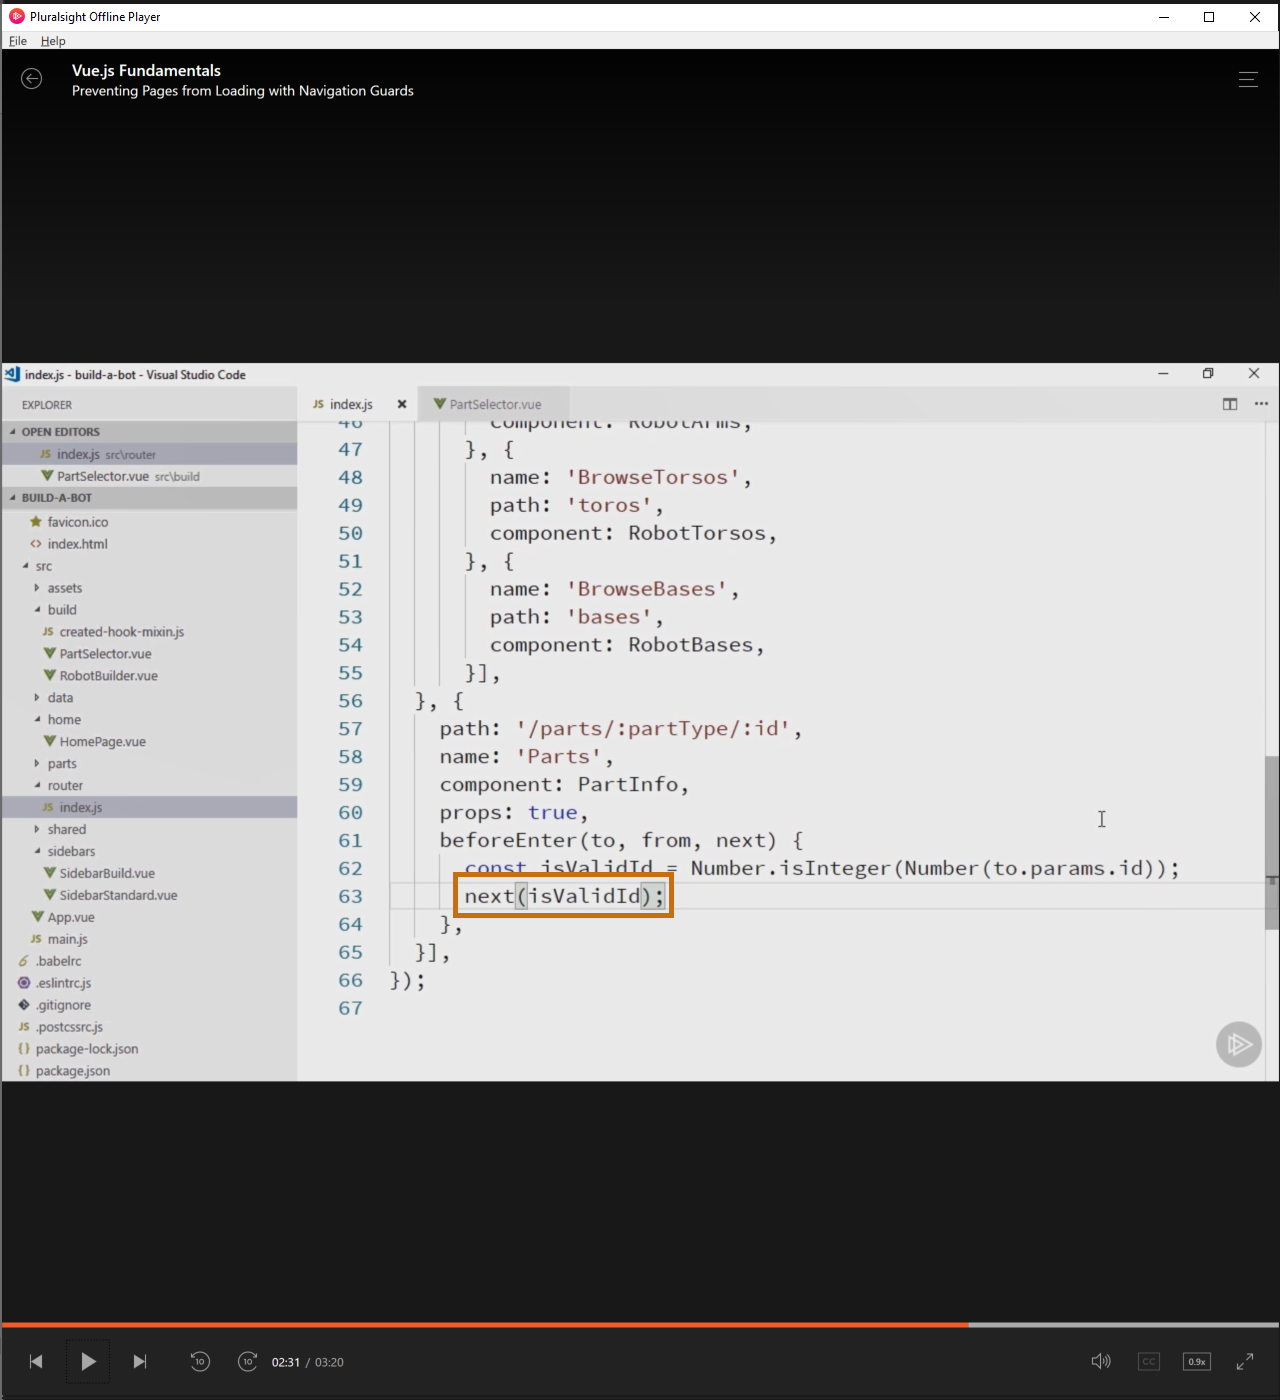 Pluralsight Offline Player
File Help
Vue.js Fundamentals
Preventing Pages from Loading with Navigation Guards
index.js - build-a-bot - Visual Studio Code
EXPLORER
OPEN EDITORS
JS index.js src\router
PartSelector.vue src\build
BUILD-A-BOT
favicon.ico
<> index.html
src
assets
build
JS created-hook-mixin.js
PartSelector.vue
RobotBuilder.vue
data
home
HomePage.vue
parts
router
JS index.js
shared
sidebars
SidebarBuild.vue
SidebarStandard.vue
App.vue
JS main.js
6 .babelrc
.eslintrc.js
.gitignore
JS .postcssrc.js
{} package-lock.json
{} package.json
JS index.js
PartSelector.vue
46 component: RobotArms,
47 }, {
48 name: 'BrowseTorsos',
49 path: 'toros',
50 component: RobotTorsos,
51 }, {
52 name: 'BrowseBases',
53 path: 'bases',
54 component: RobotBases,
55 }],
56 }, {
57 path: '/parts/:partType/:id',
58 name: 'Parts',
59 component: PartInfo,
60 props: true,
61 beforeEnter(to, from, next) {
62 const isValidId = Number.isInteger(Number(to.params.id));
63 next(isValidId);
64 },
65 }],
66 });
67
10
10
02:31 / 03:20
CC
0.9x